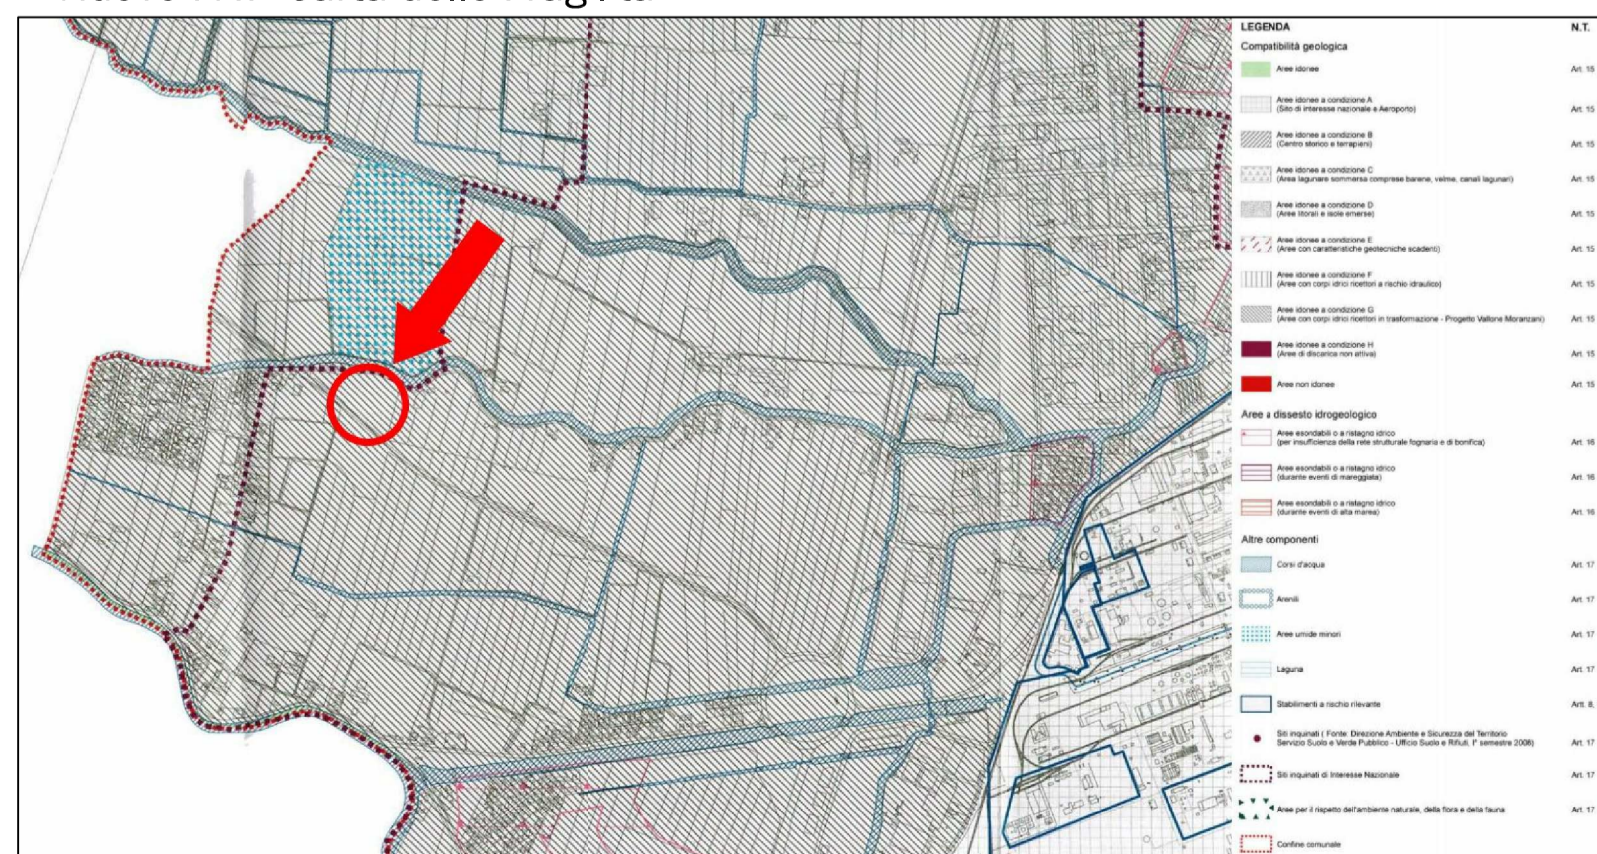 LEGENDA N.T.
Compatibilità geologica
Aree idonee Art. 15
Aree idonee a condizione A
(Sito di interesse nazionale e Aeroporto) Art. 15
Aree idonee a condizione B
(Centro storico e terrapieni) Art. 15
Aree idonee a condizione C
(Area lagunare sommersa comprese barene, velme, canali lagunari) Art. 15
Aree idonee a condizione D
(Aree litorali e isole emerse) Art. 15
Aree idonee a condizione E
(Aree con caratteristiche geotecniche scadenti) Art. 15
Aree idonee a condizione F
(Aree con corpi idrici ricettori a rischio idraulico) Art. 15
Aree idonee a condizione G
(Aree con corpi idrici ricettori in trasformazione - Progetto Vallone Moranzani) Art. 15
Aree idonee a condizione H
(Aree di discarica non attiva) Art. 15
Aree non idonee Art. 15
Aree a dissesto idrogeologico
Aree esondabili o a ristagno idrico
(per insufficienza della rete strutturale fognaria e di bonifica) Art. 16
Aree esondabili o a ristagno idrico
(durante eventi di mareggiata) Art. 16
Aree esondabili o a ristagno idrico
(durante eventi di alta marea) Art. 16
Altre componenti
Corsi d'acqua Art. 17
Arenili Art. 17
Aree umide minori Art. 17
Laguna Art. 17
Stabilimenti a rischio rilevante Artt. 8,
Siti inquinati ( Fonte: Direzione Ambiente e Sicurezza del Territorio
Servizio Suolo e Verde Pubblico - Ufficio Suolo e Rifiuti, I° semestre 2008) Art. 17
Siti inquinati di Interesse Nazionale Art. 17
Aree per il rispetto dell'ambiente naturale, della flora e della fauna Art. 17
Confine comunale